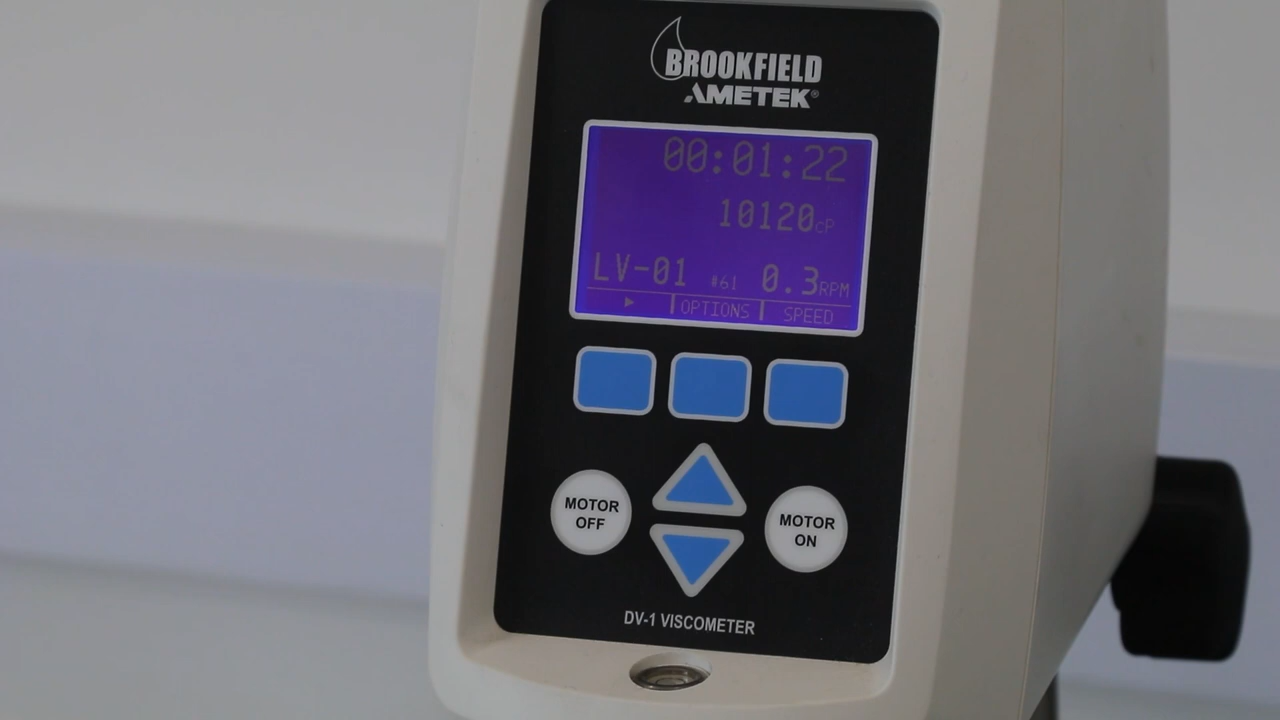 BROOKFIELD
AMETEK®
00:01:22
10120cP
LV-01 #61 0.3RPM
▶ OPTIONS SPEED
MOTOR OFF
MOTOR ON
DV-1 VISCOMETER